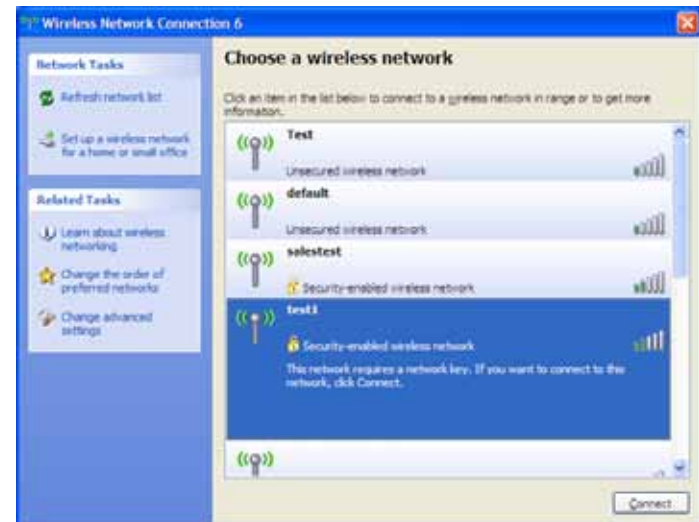 Wireless Network Connection 6
Network Tasks
Refresh network list
Set up a wireless network
for a home or small office
Related Tasks
Learn about wireless
networking
Change the order of
preferred networks
Change advanced
settings
Choose a wireless network
Click an item in the list below to connect to a wireless network in range or to get more
information.
Test
Unsecured wireless network
default
Unsecured wireless network
salestest
Security-enabled wireless network
test1
Security-enabled wireless network
This network requires a network key. If you want to connect to this
network, click Connect.
Connect